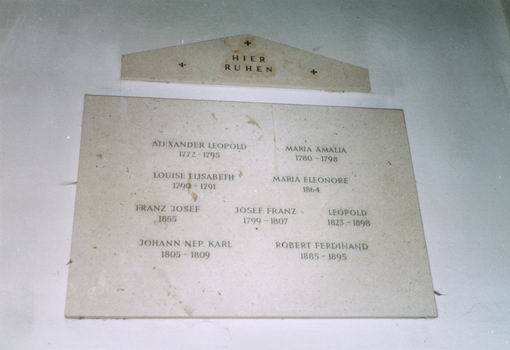 HIER
RUHEN
ALEXANDER LEOPOLD MARIA AMALIA
1772 - 1795 1780 - 1798
LOUISE ELISABETH MARIA ELEONORE
1790 - 1791 1864
FRANZ JOSEF JOSEF FRANZ LEOPOLD
1855 1799 - 1807 1823 - 1898
JOHANN NEP. KARL ROBERT FERDINAND
1805 - 1809 1885 - 1895